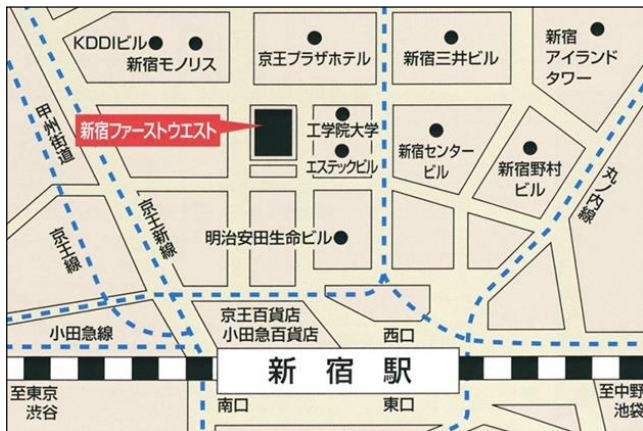 KDDIビル
新宿モノリス
京王プラザホテル
新宿三井ビル
新宿
アイランド
タワー
甲州街道
新宿ファーストウエスト
工学院大学
エステックビル
新宿センター
ビル
新宿野村
ビル
丸ノ内線
京王新線
京王線
明治安田生命ビル
小田急線
京王百貨店
小田急百貨店
西口
新宿駅
至東京
渋谷
南口
東口
至中野
池袋